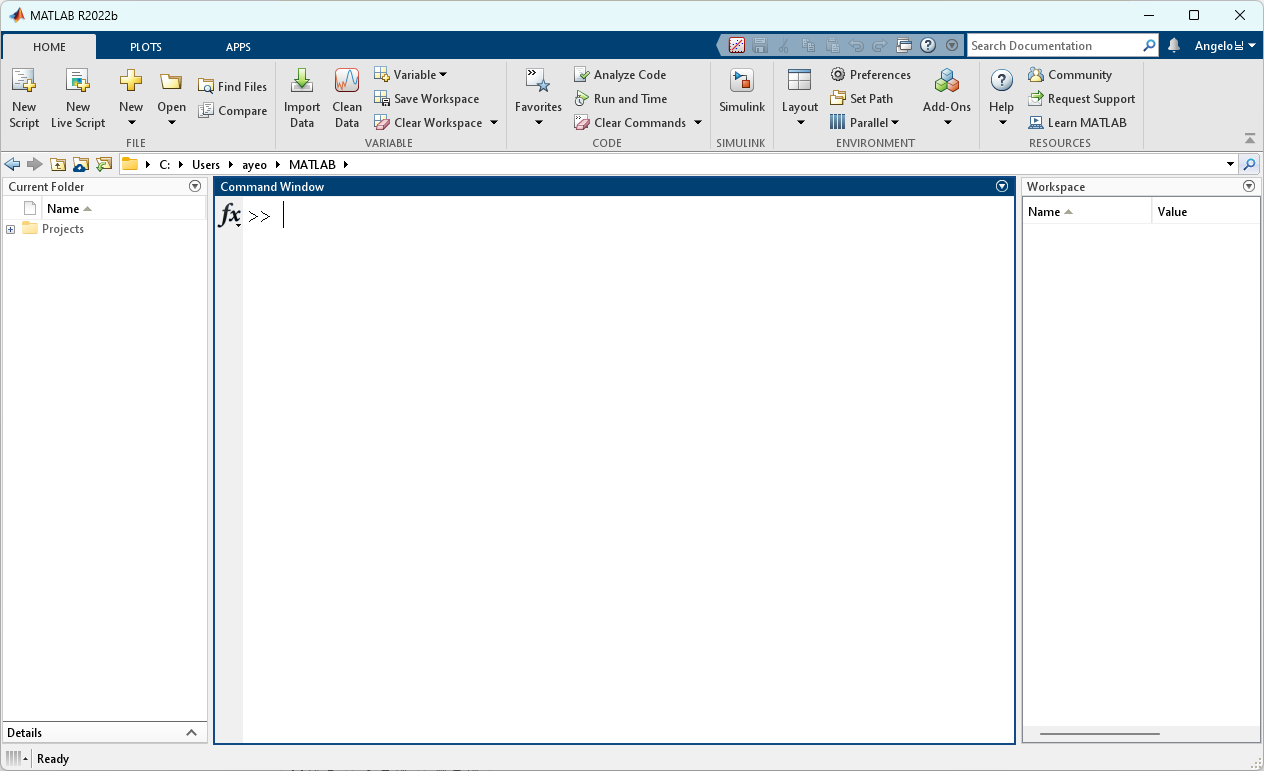 MATLAB R2022b
HOME PLOTS APPS
Search Documentation
Angelo
New Script
New Live Script
New
Open
Find Files
Compare
FILE
Import Data
Clean Data
Variable
Save Workspace
Clear Workspace
VARIABLE
Favorites
Analyze Code
Run and Time
Clear Commands
CODE
Simulink
SIMULINK
Layout
Preferences
Set Path
Parallel
Add-Ons
ENVIRONMENT
Help
Community
Request Support
Learn MATLAB
RESOURCES
C: Users ayeo MATLAB
Current Folder
Name
Projects
Details
Command Window
fx >>
Workspace
Name Value
Ready